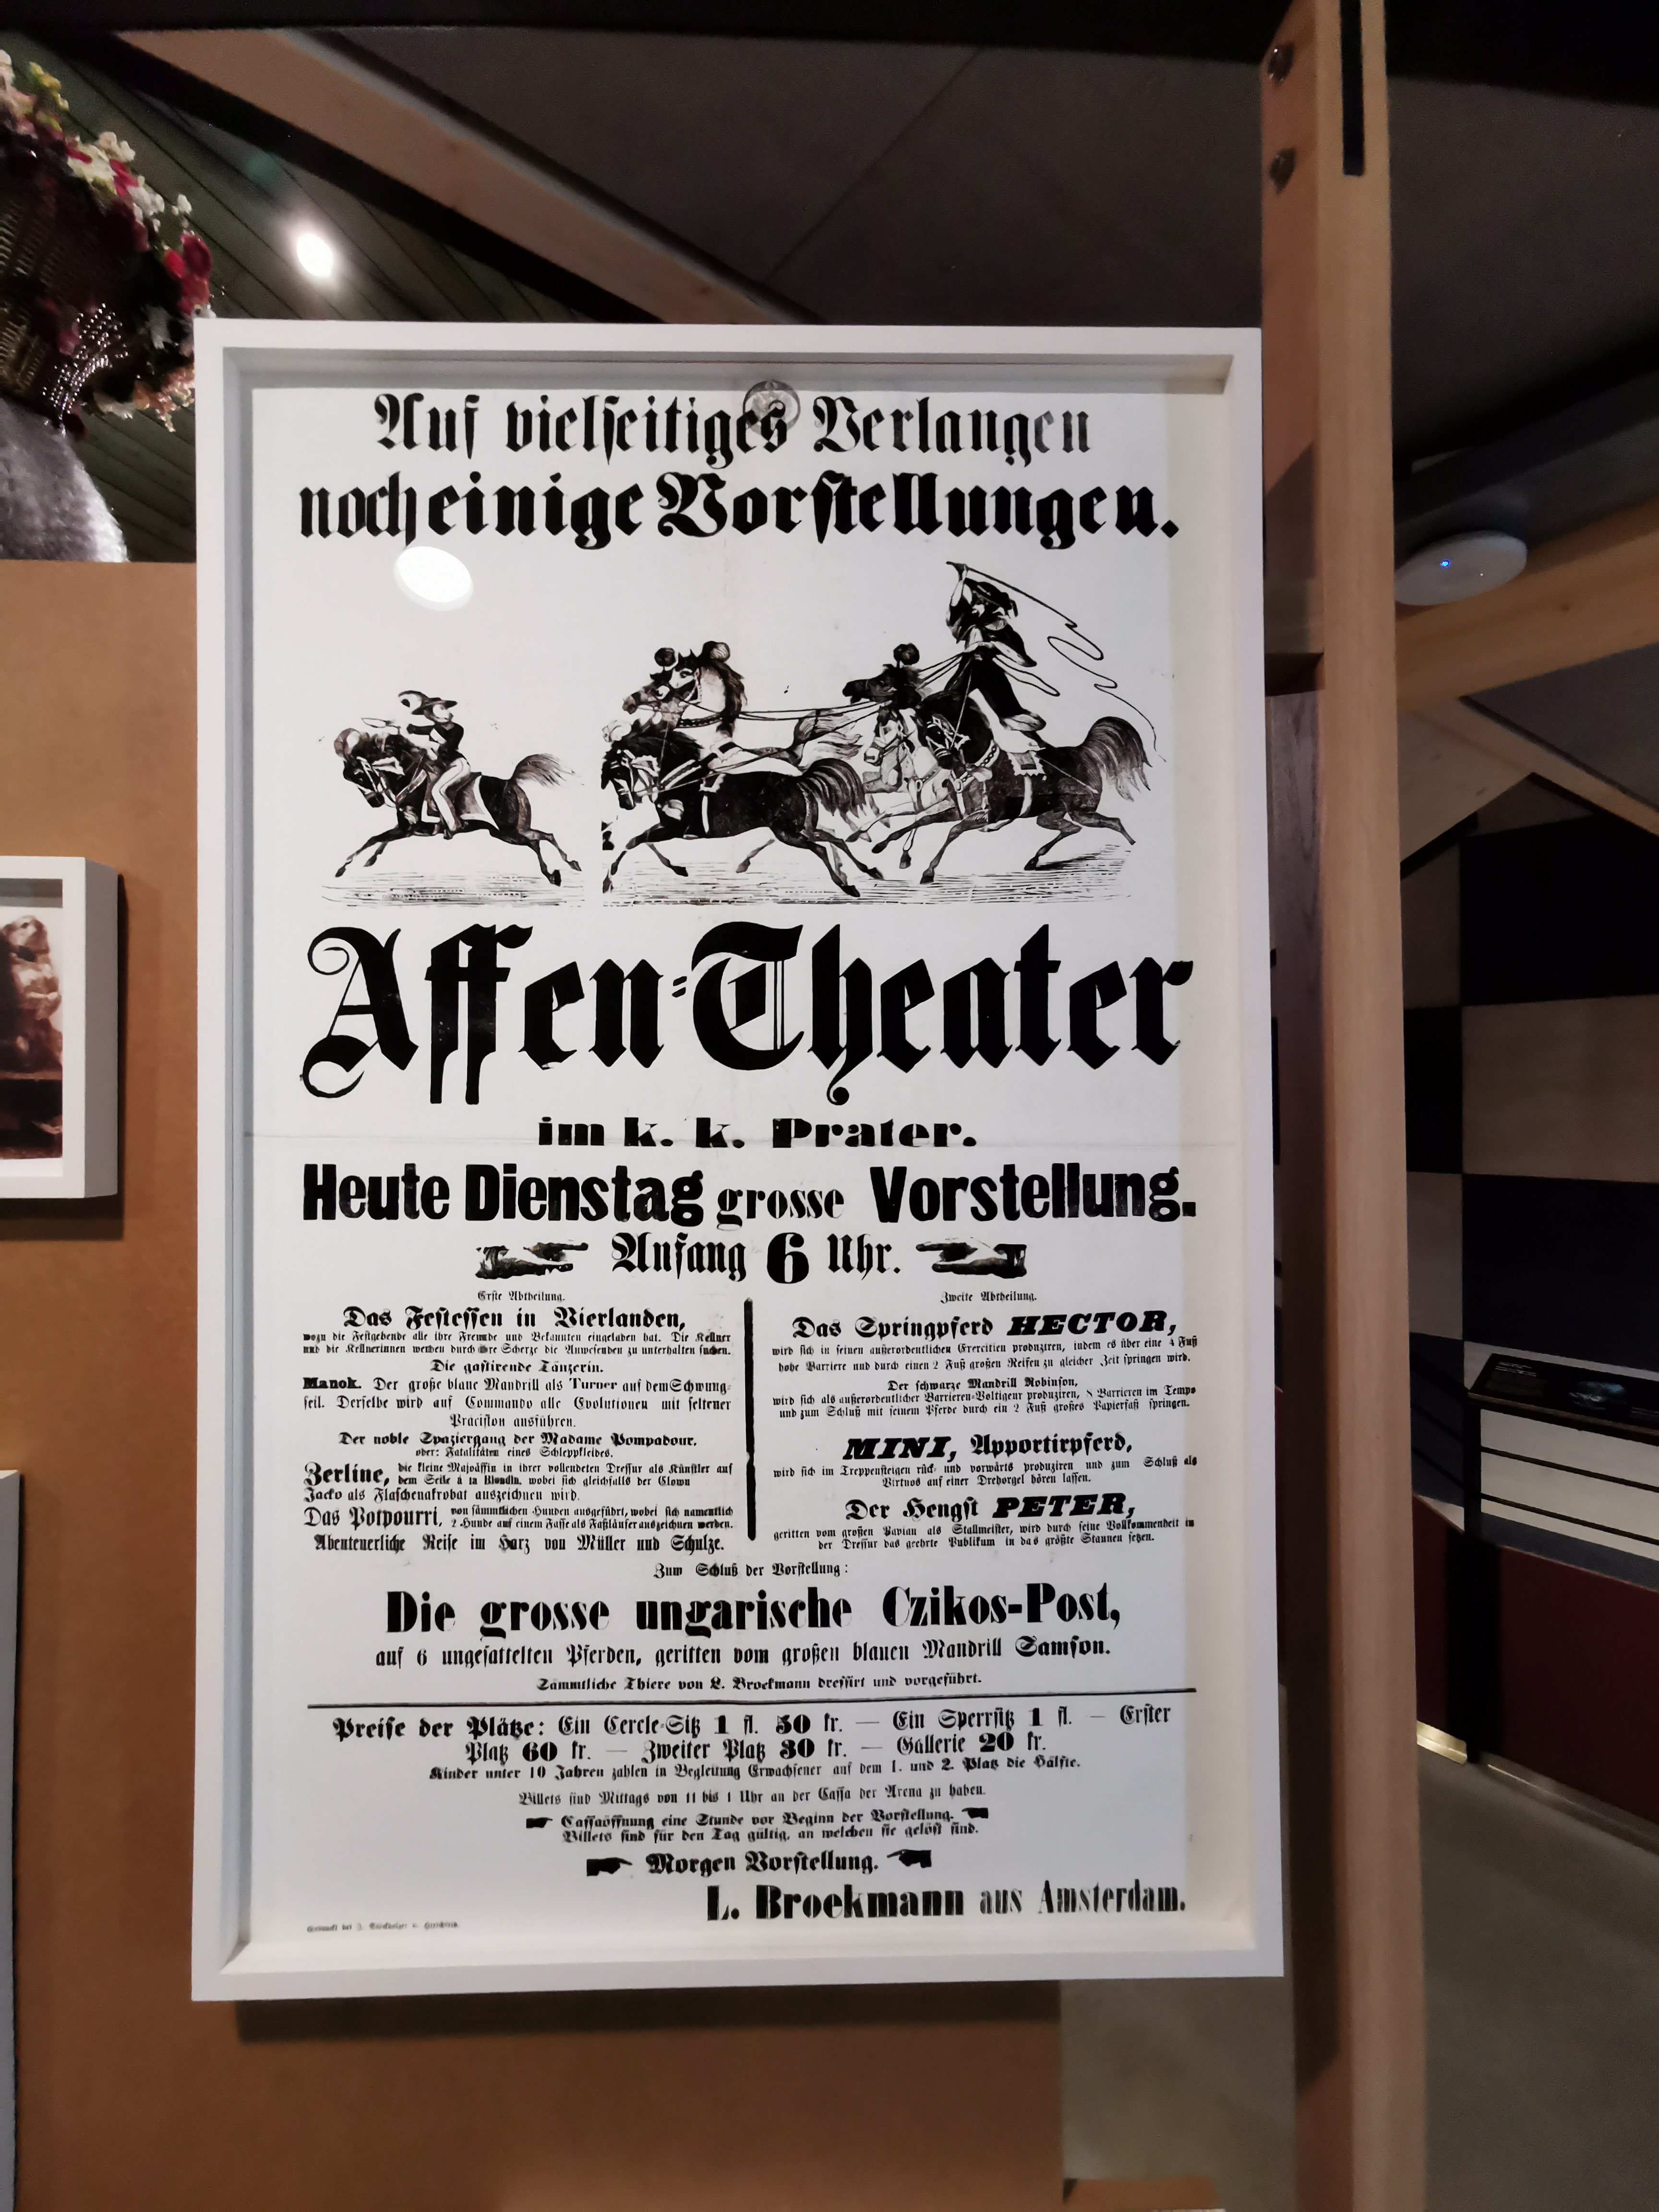 Auf vielseitiges Verlangen
noch einige Vorstellungen.
Affen=Theater
im k. k. Prater.
Heute Dienstag grosse Vorstellung.
Anfang 6 Uhr.
Erste Abtheilung.
Das Festessen in Vierlanden,
wozu die Festgebende alle ihre Freunde und Bekannten eingeladen hat. Die Kellner
und die Kellnerinnen werden durch ihre Scherze die Anwesenden zu unterhalten suchen.
Die gastirende Tänzerin.
Manok. Der große blaue Mandrill als Turner auf dem Schwung-
seil. Derselbe wird auf Commando alle Evolutionen mit seltener
Präcision ausführen.
Der noble Spaziergang der Madame Pompadour.
oder: Fatalitäten eines Schleppkleides.
Zerline, die kleine Majoäffin in ihrer vollendeten Dressur als Künstler auf
dem Seile à la Blondin, wobei sich gleichfalls der Clown
Jacko als Flaschenakrobat auszeichnen wird.
Das Potpourri, von sämmtlichen Hunden ausgeführt, wobei sich namentlich
2 Hunde auf einem Fasse als Faßläufer auszeichnen werden.
Abenteuerliche Reise im Harz von Müller und Schulze.
Zweite Abtheilung.
Das Springpferd HECTOR,
wird sich in seinen außerordentlichen Exercitien produziren, indem es über eine 4 Fuß
hohe Barriere und durch einen 2 Fuß großen Reifen zu gleicher Zeit springen wird.
Der schwarze Mandrill Robinson,
wird sich als außerordentlicher Barrieren-Voltigeur produziren, 8 Barrieren im Tempo
und zum Schluß mit seinem Pferde durch ein 2 Fuß großes Papierfaß springen.
MINI, Apportirpferd,
wird sich im Treppensteigen rück- und vorwärts produziren und zum Schluß als
Virtuos auf einer Drehorgel hören lassen.
Der Hengst PETER,
geritten vom großen Pavian als Stallmeister, wird durch seine Vollkommenheit in
der Dressur das geehrte Publikum in das größte Staunen setzen.
Zum Schluß der Vorstellung:
Die grosse ungarische Czikos-Post,
auf 6 ungesattelten Pferden, geritten vom großen blauen Mandrill Samson.
Sämmtliche Thiere von L. Broekmann dressirt und vorgeführt.
Preise der Plätze: Ein Cercle-Sitz 1 fl. 50 kr. — Ein Sperrsitz 1 fl. — Erster
Platz 60 kr. — Zweiter Platz 30 kr. — Gallerie 20 kr.
Kinder unter 10 Jahren zahlen in Begleitung Erwachsener auf dem 1. und 2. Platz die Hälfte.
Billets sind Mittags von 11 bis 1 Uhr an der Cassa der Arena zu haben.
Cassaöffnung eine Stunde vor Beginn der Vorstellung.
Billets sind für den Tag gültig, an welchen sie gelöst sind.
Morgen Vorstellung.
L. Broekmann aus Amsterdam.